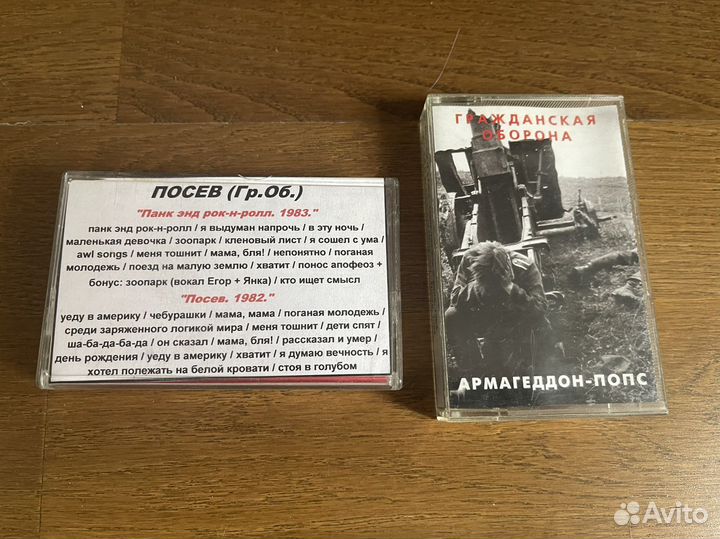 ПОСЕВ (Гр.Об.)
"Панк энд рок-н-ролл. 1983."
панк энд рок-н-ролл / я выдуман напрочь / в эту ночь /
маленькая девочка / зоопарк / кленовый лист / я сошел с ума /
awl songs / меня тошнит / мама, бля! / непонятно / поганая
молодежь / поезд на малую землю / хватит / понос апофеоз +
бонус: зоопарк (вокал Егор + Янка) / кто ищет смысл
"Посев. 1982."
уеду в америку / чебурашки / мама, мама / поганая молодежь /
среди заряженного логикой мира / меня тошнит / дети спят /
ша-ба-да-ба-да / он сказал / мама, бля! / рассказал и умер /
день рождения / уеду в америку / хватит / я думаю вечность / я
хотел полежать на белой кровати / стоя в голубом
ГРАЖДАНСКАЯ
ОБОРОНА
АРМАГЕДДОН-ПОПС
Avito